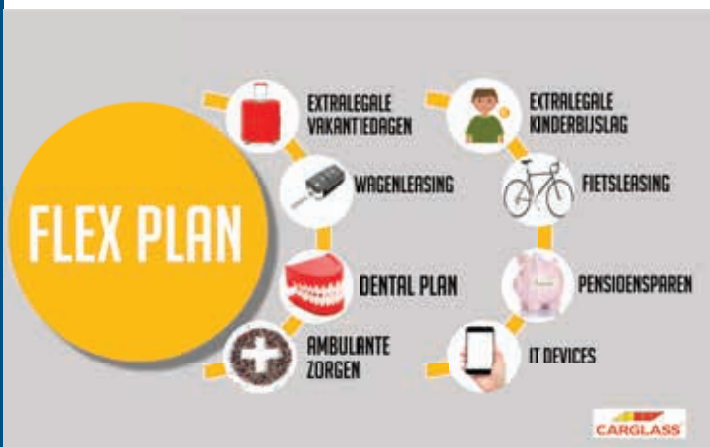 FLEX PLAN
EXTRALEGALE
VAKANTIEDAGEN
WAGENLEASING
DENTAL PLAN
AMBULANTE
ZORGEN
EXTRALEGALE
KINDERBIJSLAG
FIETSLEASING
PENSIOENSPAREN
IT DEVICES
CARGLASS